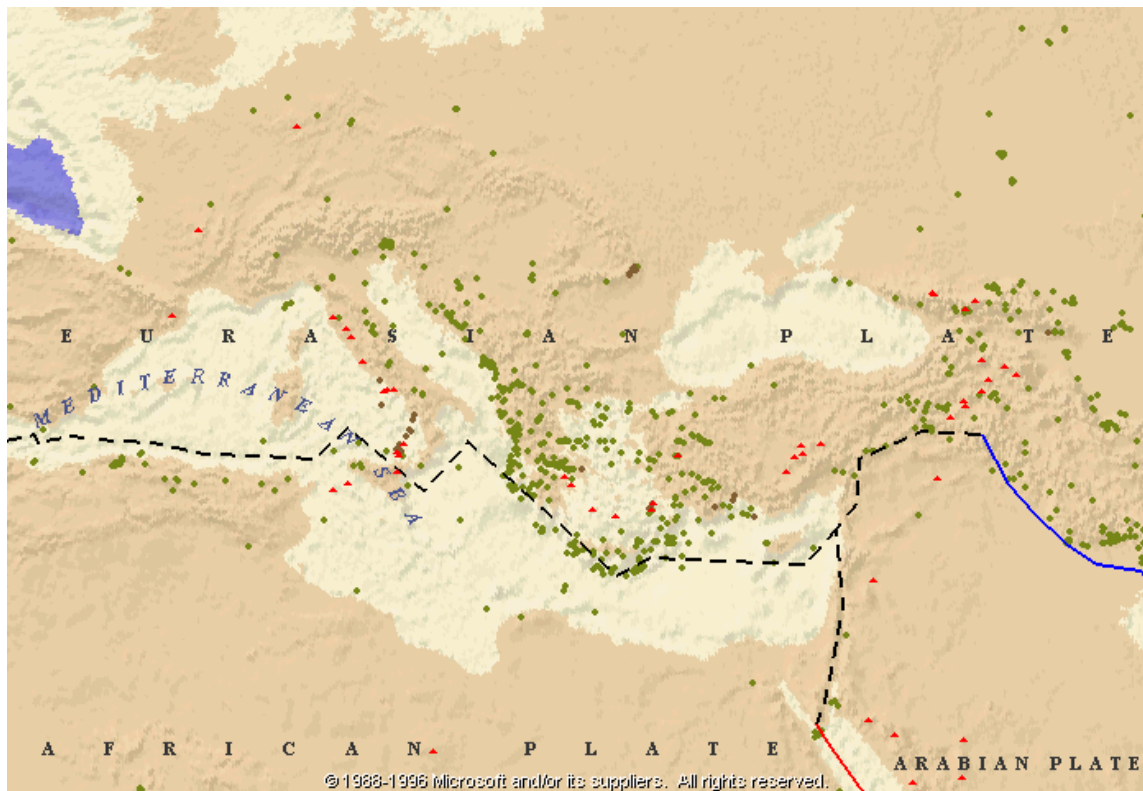 E U R A S I A N P L A T E
MEDITERRANEAN SEA
A F R I C A N P L A T E
ARABIAN PLATE
© 1988-1996 Microsoft and/or its suppliers. All rights reserved.